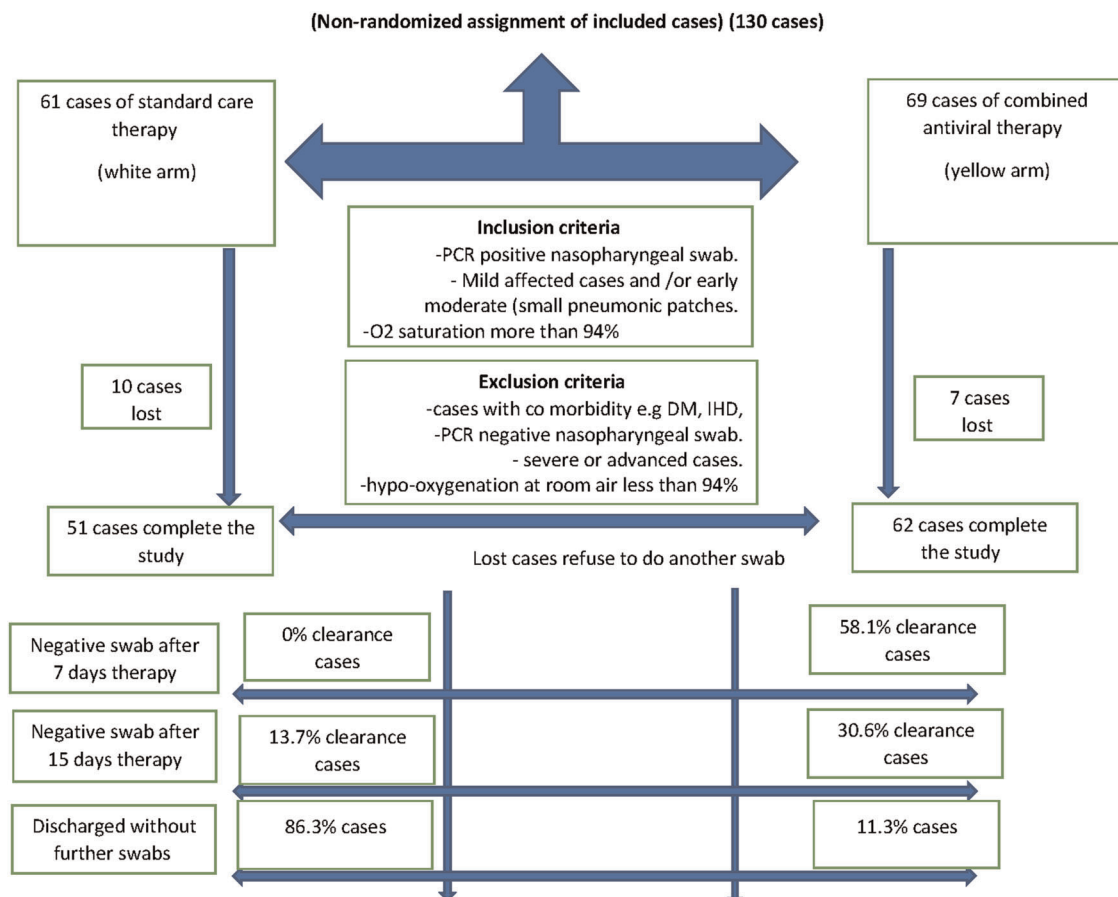 (Non-randomized assignment of included cases) (130 cases)
61 cases of standard care
therapy
(white arm)
69 cases of combined
antiviral therapy
(yellow arm)
Inclusion criteria
-PCR positive nasopharyngeal swab.
- Mild affected cases and /or early
moderate (small pneumonic patches.
-O2 saturation more than 94%
10 cases
lost
Exclusion criteria
-cases with co morbidity e.g DM, IHD,
-PCR negative nasopharyngeal swab.
- severe or advanced cases.
-hypo-oxygenation at room air less than 94%
7 cases
lost
51 cases complete the
study
62 cases complete
the study
Lost cases refuse to do another swab
Negative swab after
7 days therapy
0% clearance
cases
58.1% clearance
cases
Negative swab after
15 days therapy
13.7% clearance
cases
30.6% clearance
cases
Discharged without
further swabs
86.3% cases
11.3% cases